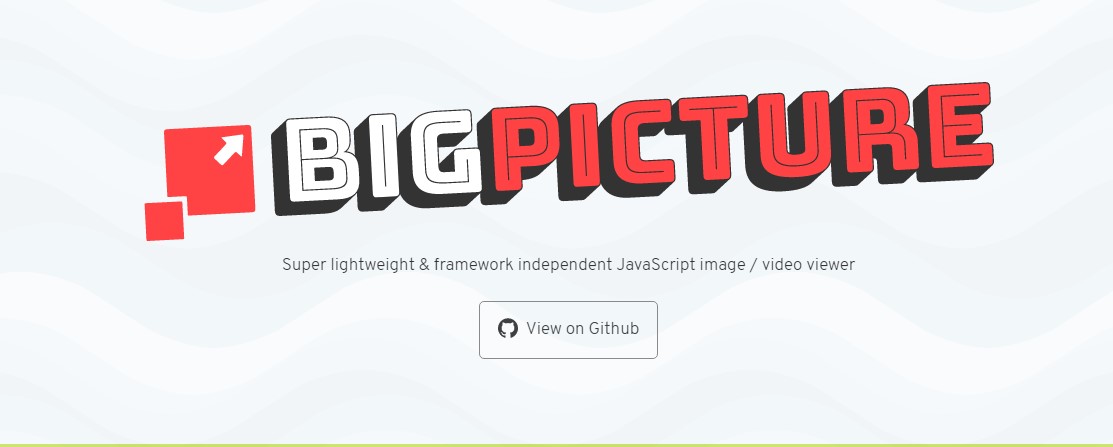 BIGPICTURE
Super lightweight & framework independent JavaScript image / video viewer
View on Github